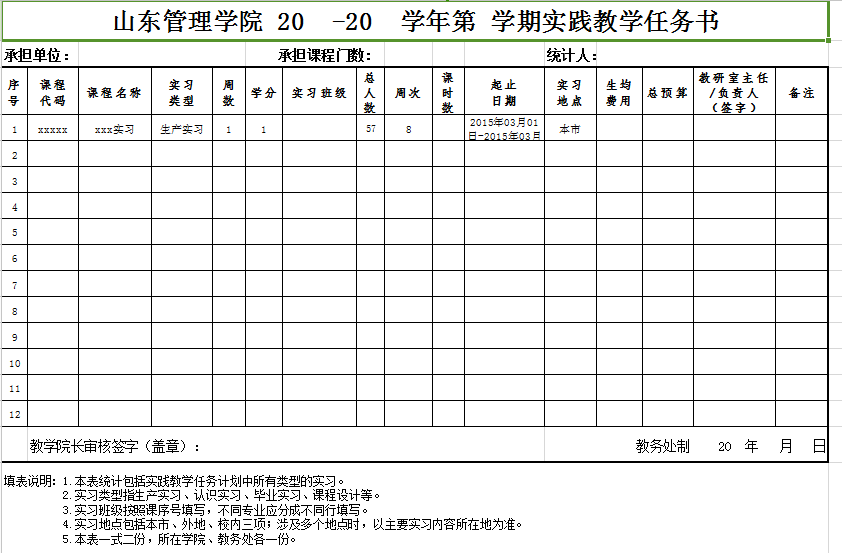 山东管理学院 20 -20 学年第 学期实践教学任务书
承担单位： 承担课程门数： 统计人：
序号 课程代码 课程名称 实习类型 周数 学分 实习班级 总人数 周次 课时数 起止日期 实习地点 生均费用 总预算 教研室主任/负责人（签字） 备注
1 xxxxx xxx实习 生产实习 1 1 57 8 2015年03月01日-2015年03月 本市
2
3
4
5
6
7
8
9
10
11
12
教学院长审核签字（盖章）： 教务处制 20 年 月 日
填表说明：1.本表统计包括实践教学任务计划中所有类型的实习。
2.实习类型指生产实习、认识实习、毕业实习、课程设计等。
3.实习班级按照课序号填写，不同专业应分成不同行填写。
4.实习地点包括本市、外地、校内三项；涉及多个地点时，以主要实习内容所在地为准。
5.本表一式二份，所在学院、教务处各一份。